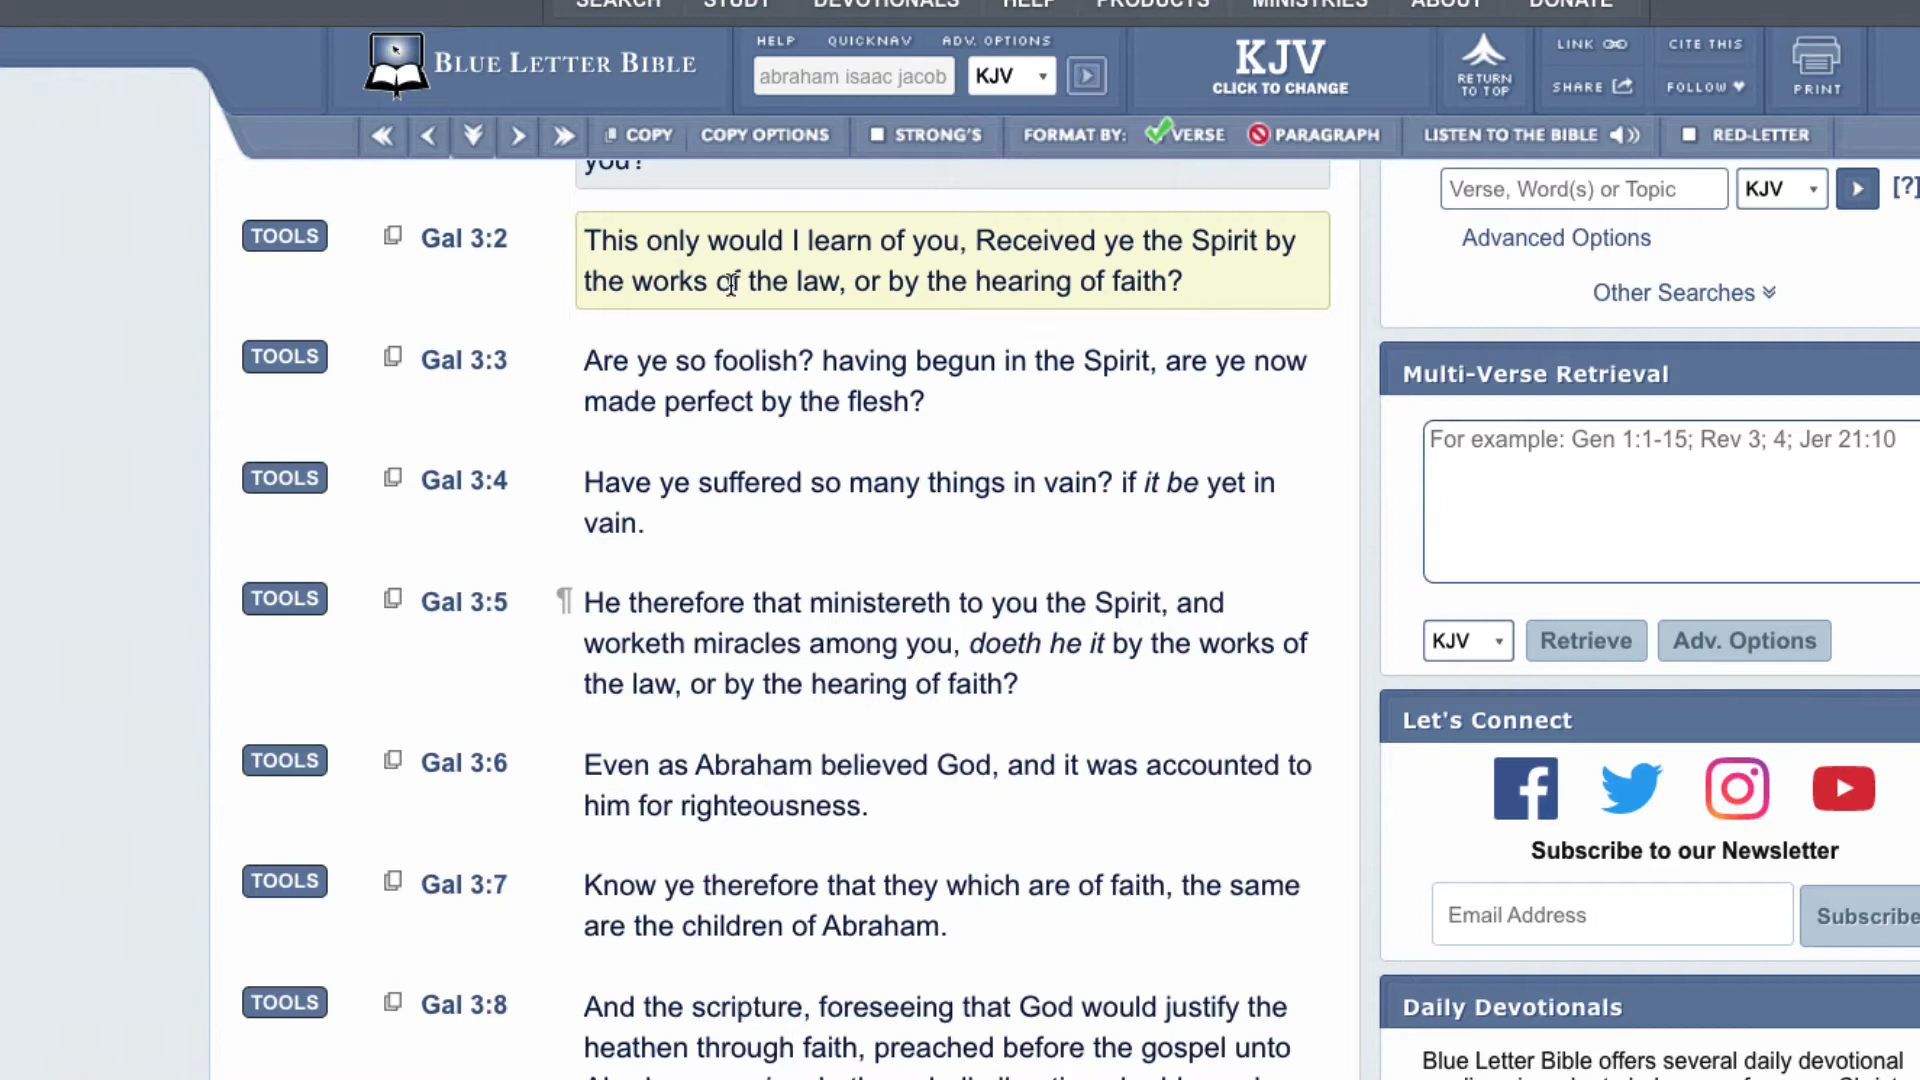 SEARCH STUDY DEVOTIONALS HELP PRODUCTS MINISTRIES ABOUT DONATE
BLUE LETTER BIBLE
HELP QUICKNAV ADV. OPTIONS
abraham isaac jacob KJV
KJV
CLICK TO CHANGE
RETURN
TO TOP
LINK
SHARE
CITE THIS
FOLLOW
PRINT
COPY COPY OPTIONS STRONG'S FORMAT BY: VERSE PARAGRAPH LISTEN TO THE BIBLE RED-LETTER
you?
TOOLS Gal 3:2 This only would I learn of you, Received ye the Spirit by
the works of the law, or by the hearing of faith?
TOOLS Gal 3:3 Are ye so foolish? having begun in the Spirit, are ye now
made perfect by the flesh?
TOOLS Gal 3:4 Have ye suffered so many things in vain? if it be yet in
vain.
TOOLS Gal 3:5 ¶ He therefore that ministereth to you the Spirit, and
worketh miracles among you, doeth he it by the works of
the law, or by the hearing of faith?
TOOLS Gal 3:6 Even as Abraham believed God, and it was accounted to
him for righteousness.
TOOLS Gal 3:7 Know ye therefore that they which are of faith, the same
are the children of Abraham.
TOOLS Gal 3:8 And the scripture, foreseeing that God would justify the
heathen through faith, preached before the gospel unto
Verse, Word(s) or Topic KJV [?]
Advanced Options
Other Searches
Multi-Verse Retrieval
For example: Gen 1:1-15; Rev 3; 4; Jer 21:10
KJV Retrieve Adv. Options
Let's Connect
Subscribe to our Newsletter
Email Address Subscribe
Daily Devotionals
Blue Letter Bible offers several daily devotional